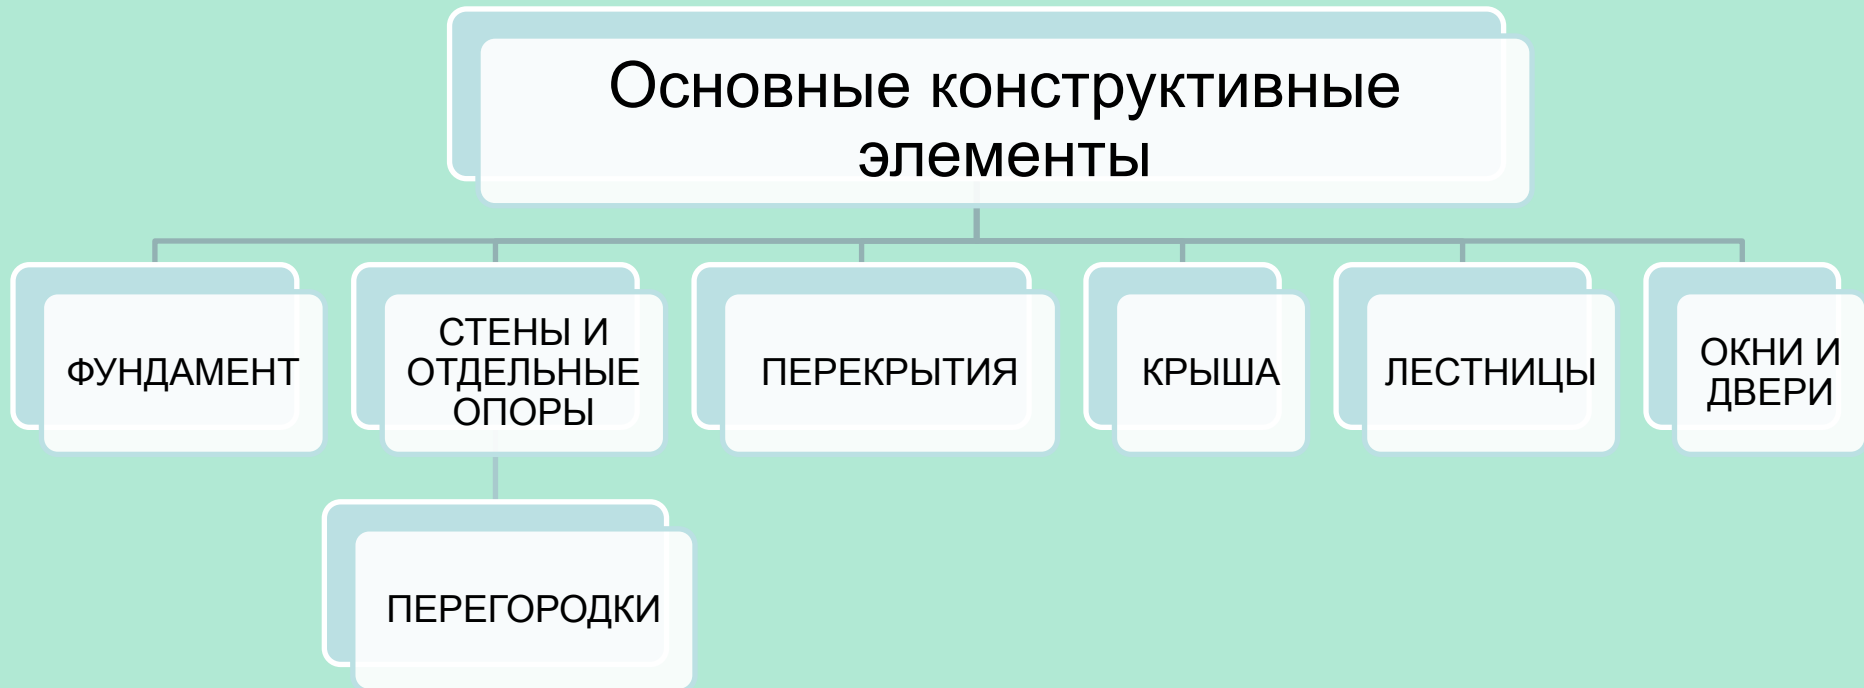 Основные конструктивные
элементы
ФУНДАМЕНТ
СТЕНЫ И
ОТДЕЛЬНЫЕ
ОПОРЫ
ПЕРЕКРЫТИЯ
КРЫША
ЛЕСТНИЦЫ
ОКНИ И
ДВЕРИ
ПЕРЕГОРОДКИ